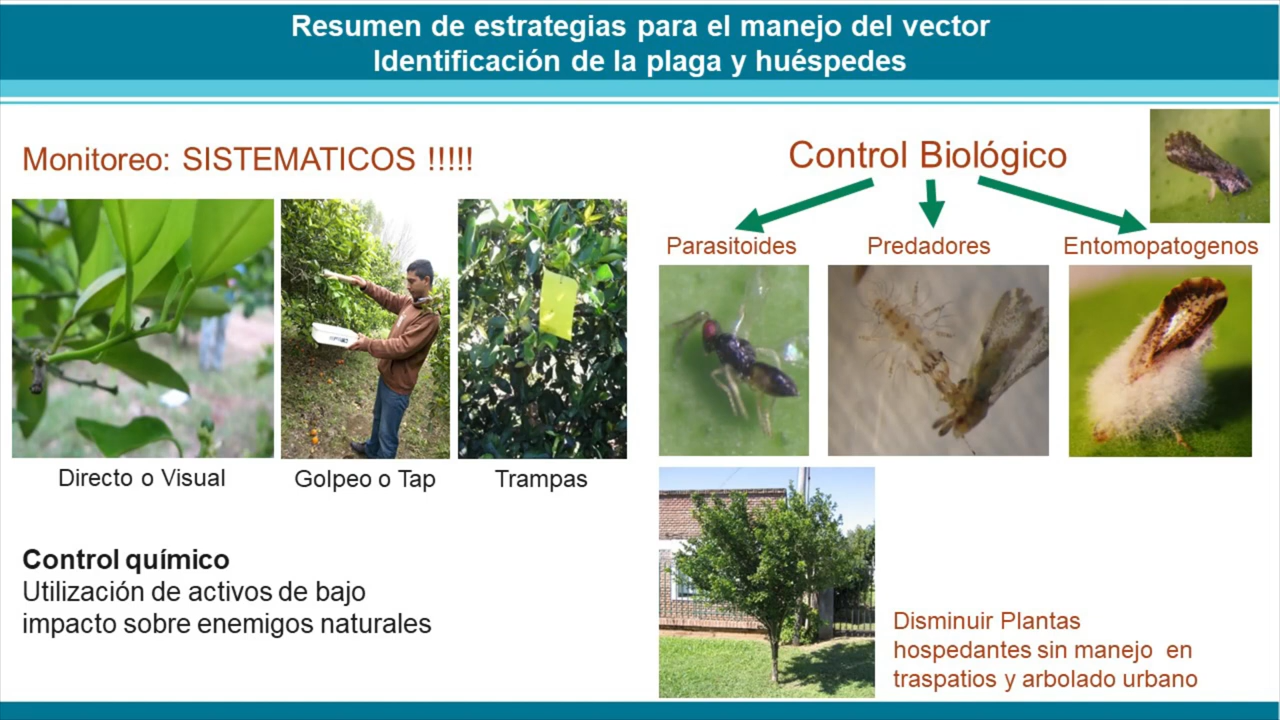 Resumen de estrategias para el manejo del vector
Identificación de la plaga y huéspedes
Monitoreo: SISTEMATICOS !!!!!
Directo o Visual
Golpeo o Tap
Trampas
Control químico
Utilización de activos de bajo
impacto sobre enemigos naturales
Control Biológico
Parasitoides
Predadores
Entomopatogenos
Disminuir Plantas
hospedantes sin manejo en
traspatios y arbolado urbano